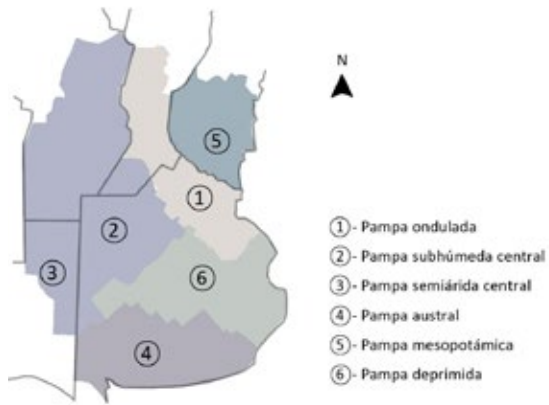 N
5
1
2
3
6
4
1 - Pampa ondulada
2 - Pampa subhúmeda central
3 - Pampa semiárida central
4 - Pampa austral
5 - Pampa mesopotámica
6 - Pampa deprimida